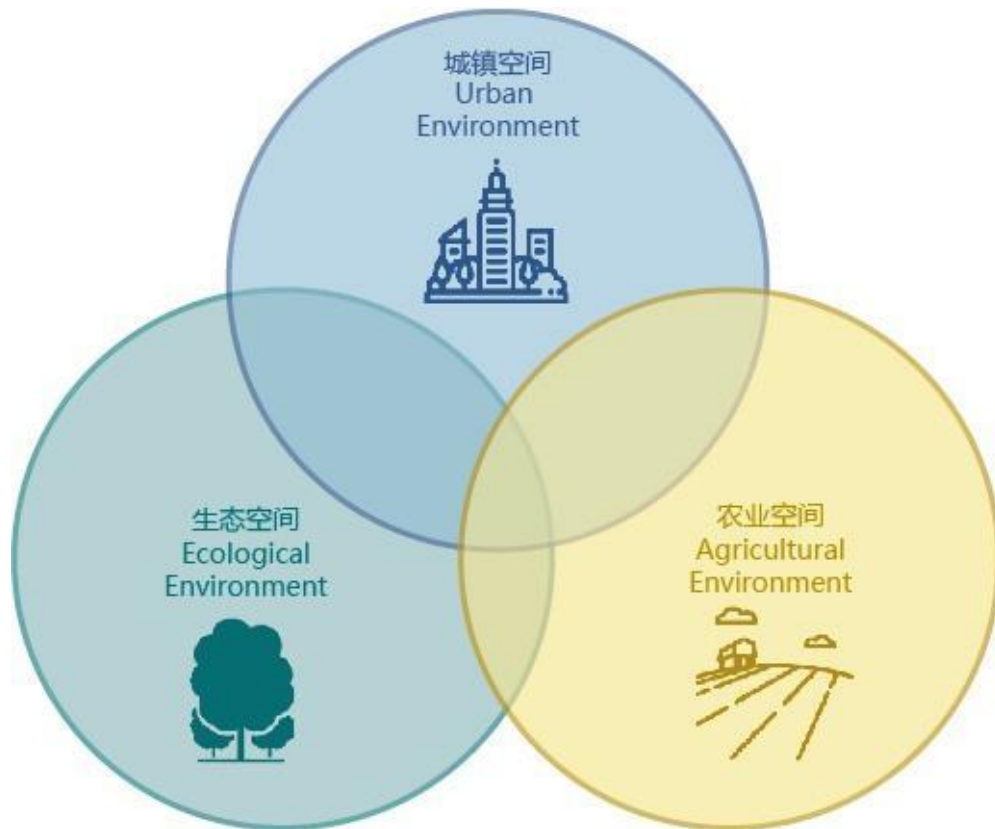 城镇空间
Urban
Environment
生态空间
Ecological
Environment
农业空间
Agricultural
Environment